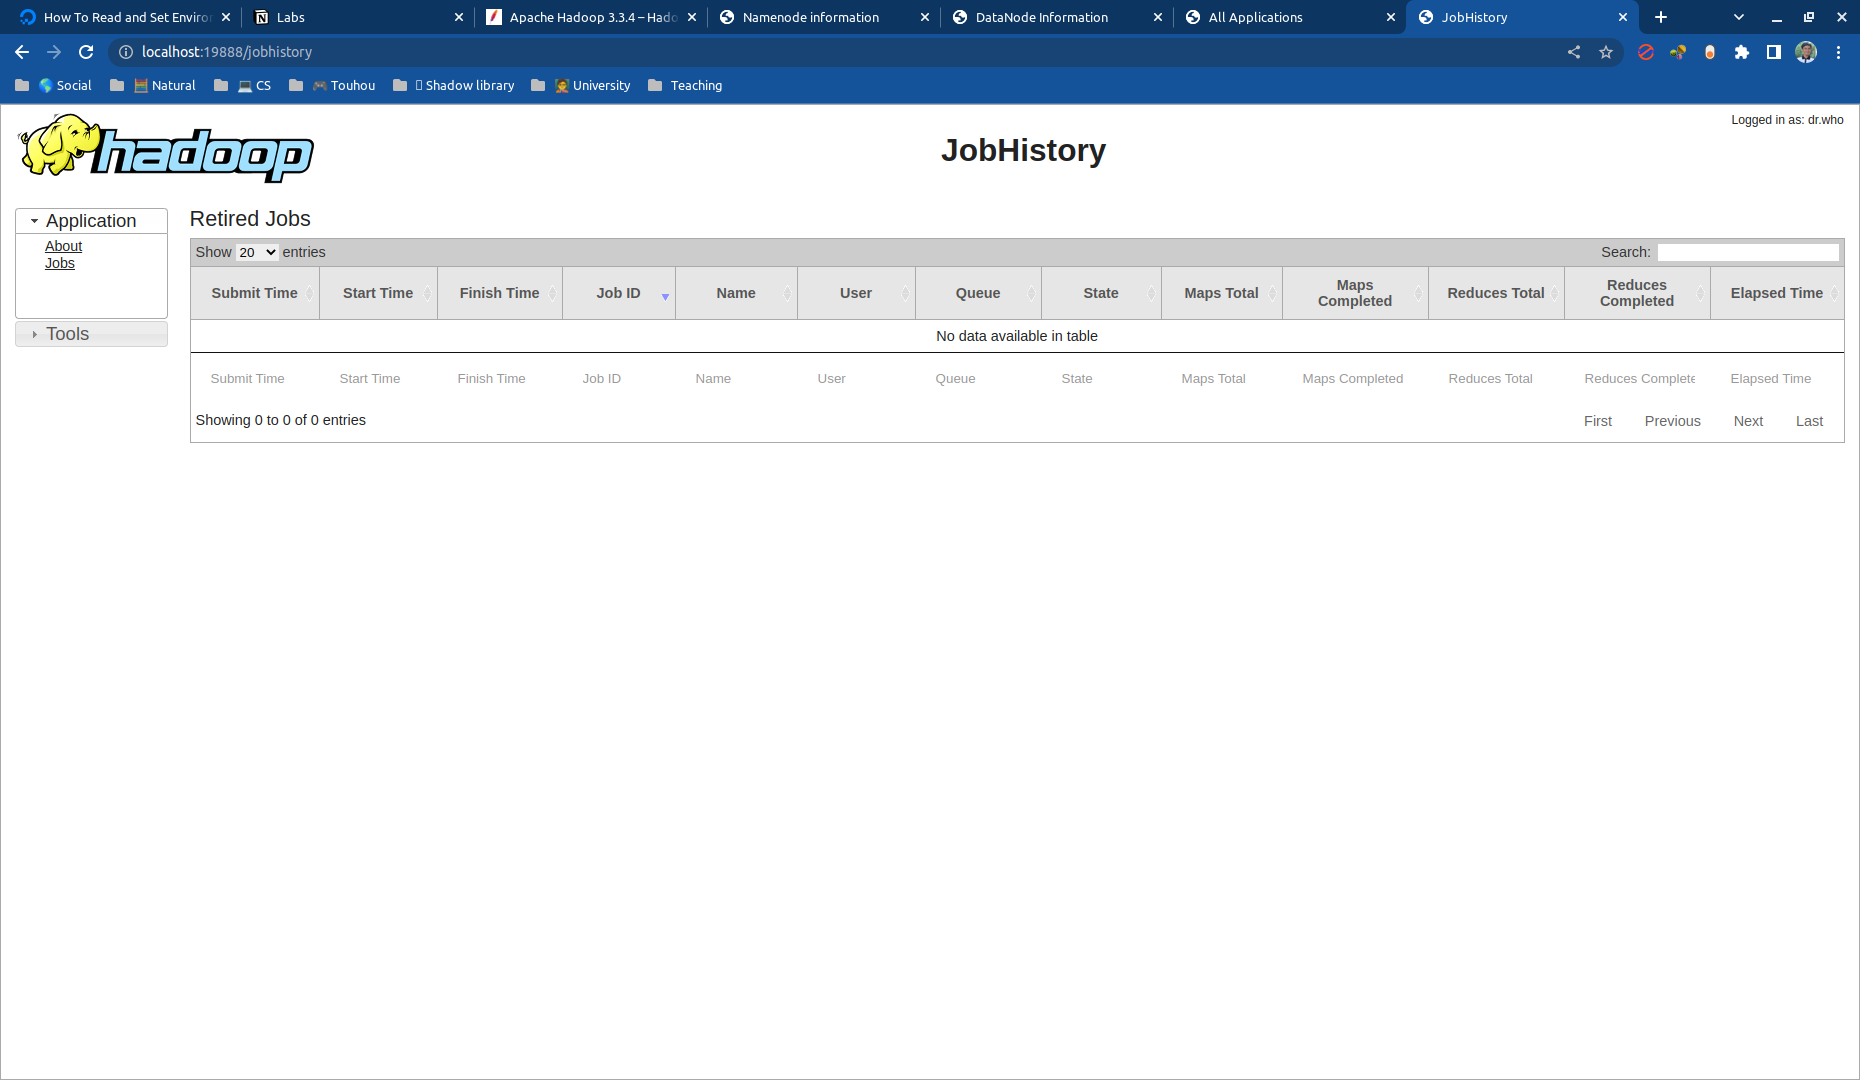 How To Read and Set Enviro
Labs
Apache Hadoop 3.3.4 – Hado
Namenode information
DataNode Information
All Applications
JobHistory
localhost:19888/jobhistory
Social
Natural
CS
Touhou
Shadow library
University
Teaching
hadoop
JobHistory
Logged in as: dr.who
Application
About
Jobs
Tools
Retired Jobs
Show 20 entries
Search:
Submit Time Start Time Finish Time Job ID Name User Queue State Maps Total Maps Completed Reduces Total Reduces Completed Elapsed Time
No data available in table
Submit Time Start Time Finish Time Job ID Name User Queue State Maps Total Maps Completed Reduces Total Reduces Complete Elapsed Time
Showing 0 to 0 of 0 entries
First Previous Next Last